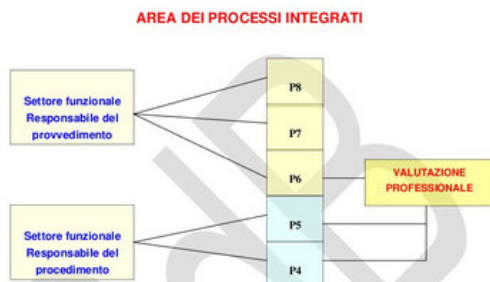 AREA DEI PROCESSI INTEGRATI
Settore funzionale
Responsabile del
provvedimento
P8
P7
P6
VALUTAZIONE
PROFESSIONALE
Settore funzionale
Responsabile del
procedimento
P5
P4